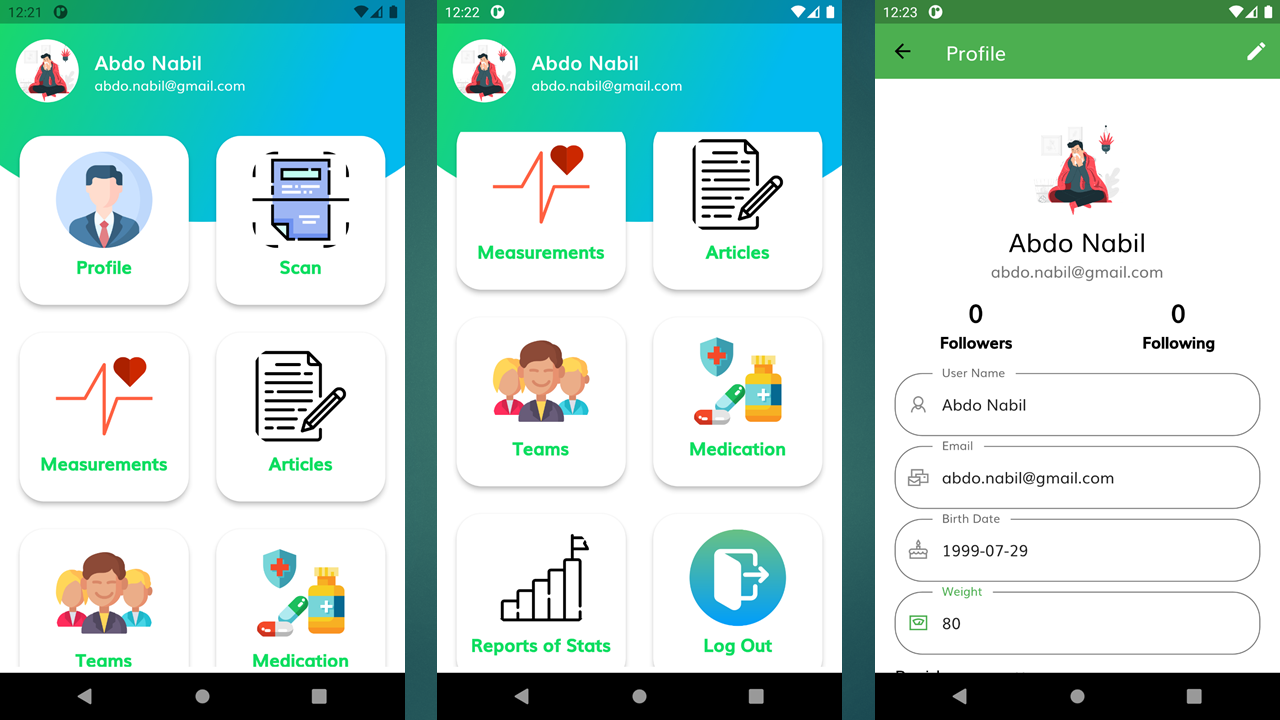 12:21
Abdo Nabil
abdo.nabil@gmail.com
Profile
Scan
Measurements
Articles
Teams
Medication
12:22
Abdo Nabil
abdo.nabil@gmail.com
Measurements
Articles
Teams
Medication
Reports of Stats
Log Out
12:23
Profile
Abdo Nabil
abdo.nabil@gmail.com
0
0
Followers
Following
User Name
Abdo Nabil
Email
abdo.nabil@gmail.com
Birth Date
1999-07-29
Weight
80